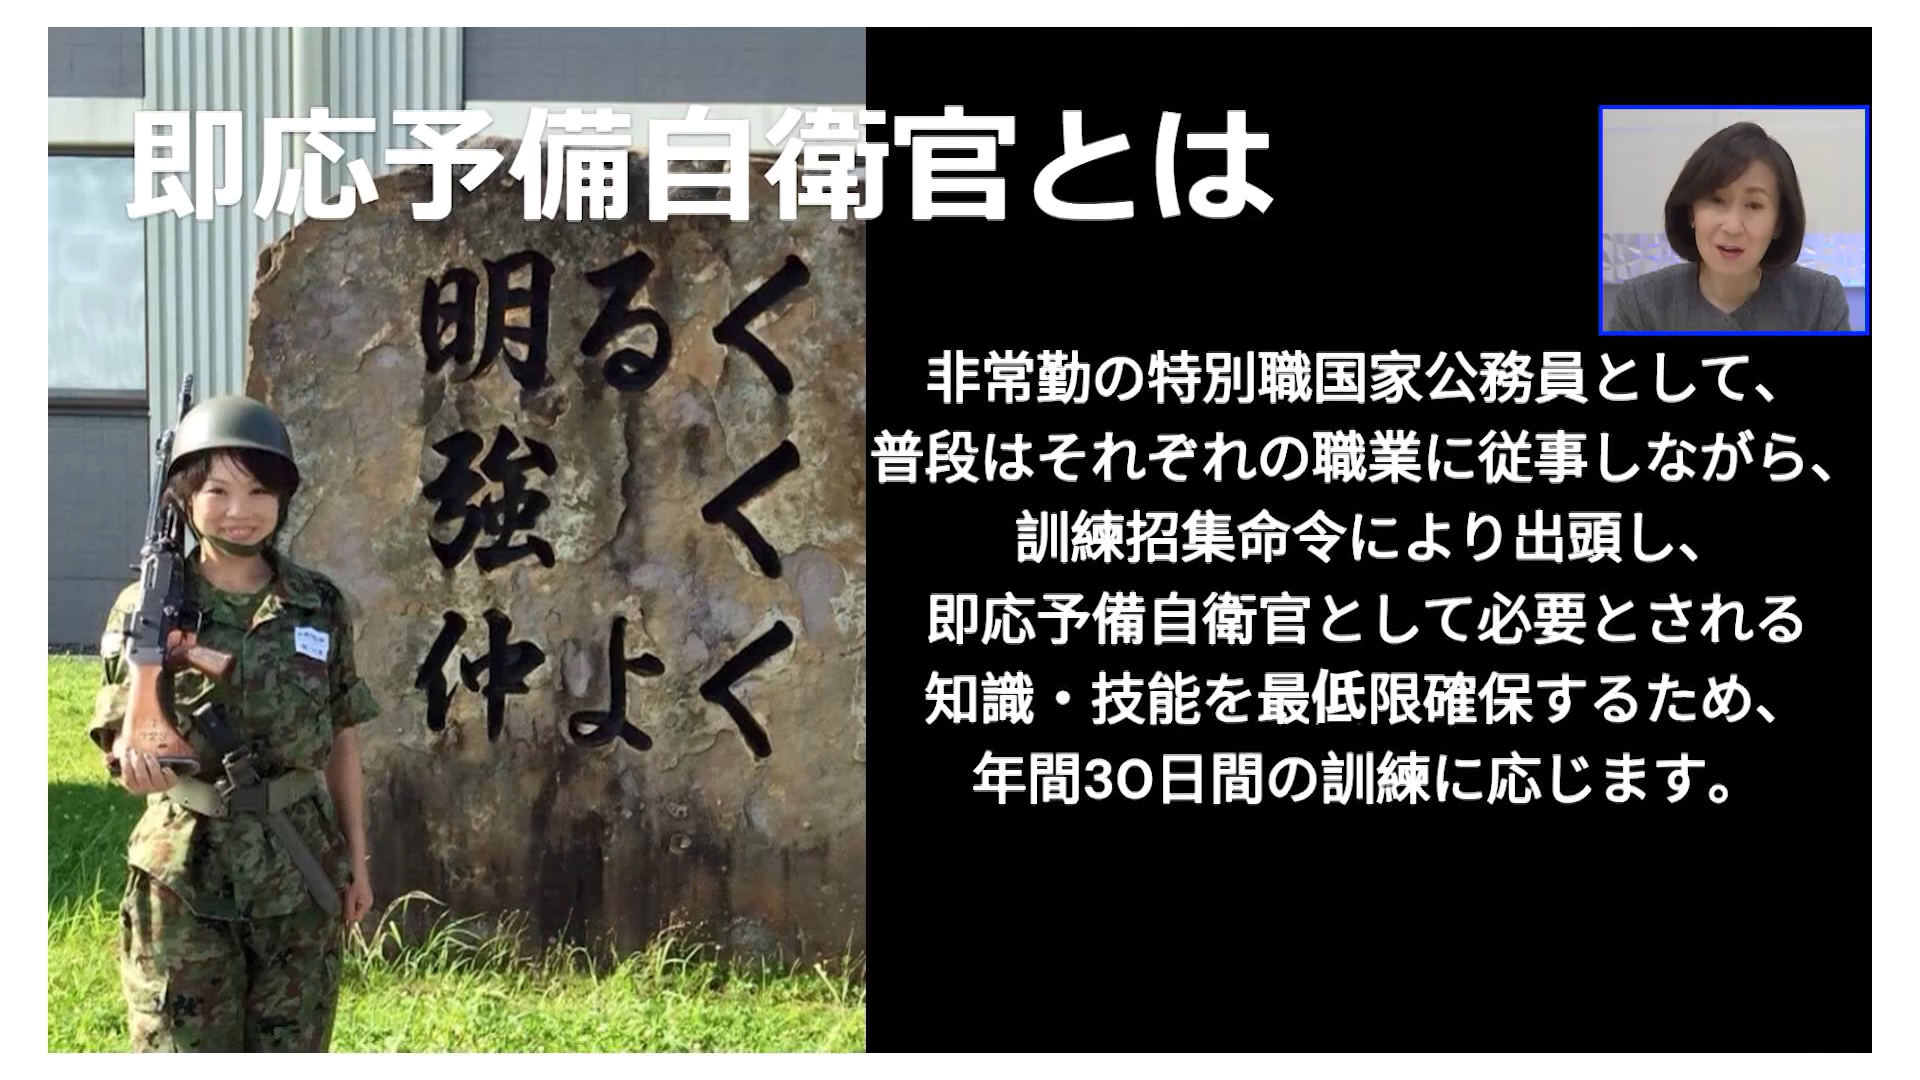 即応予備自衛官とは
明るく
強く
仲よく
非常勤の特別職国家公務員として、
普段はそれぞれの職業に従事しながら、
訓練招集命令により出頭し、
即応予備自衛官として必要とされる
知識・技能を最低限確保するため、
年間30日間の訓練に応じます。